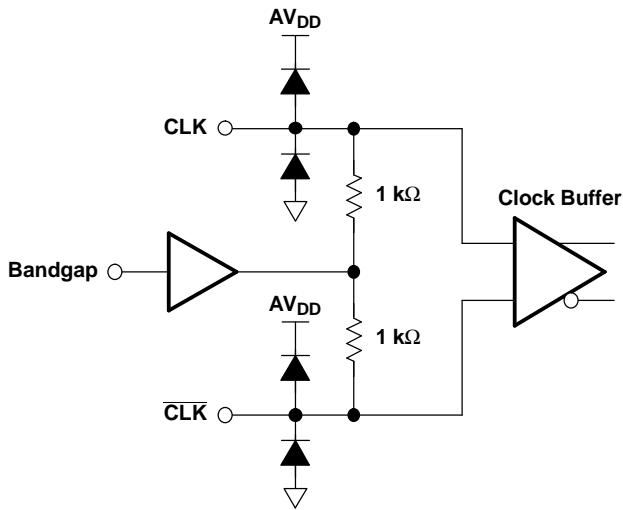 AVDD
CLK
1 kΩ
Clock Buffer
Bandgap
AVDD
1 kΩ
CLK